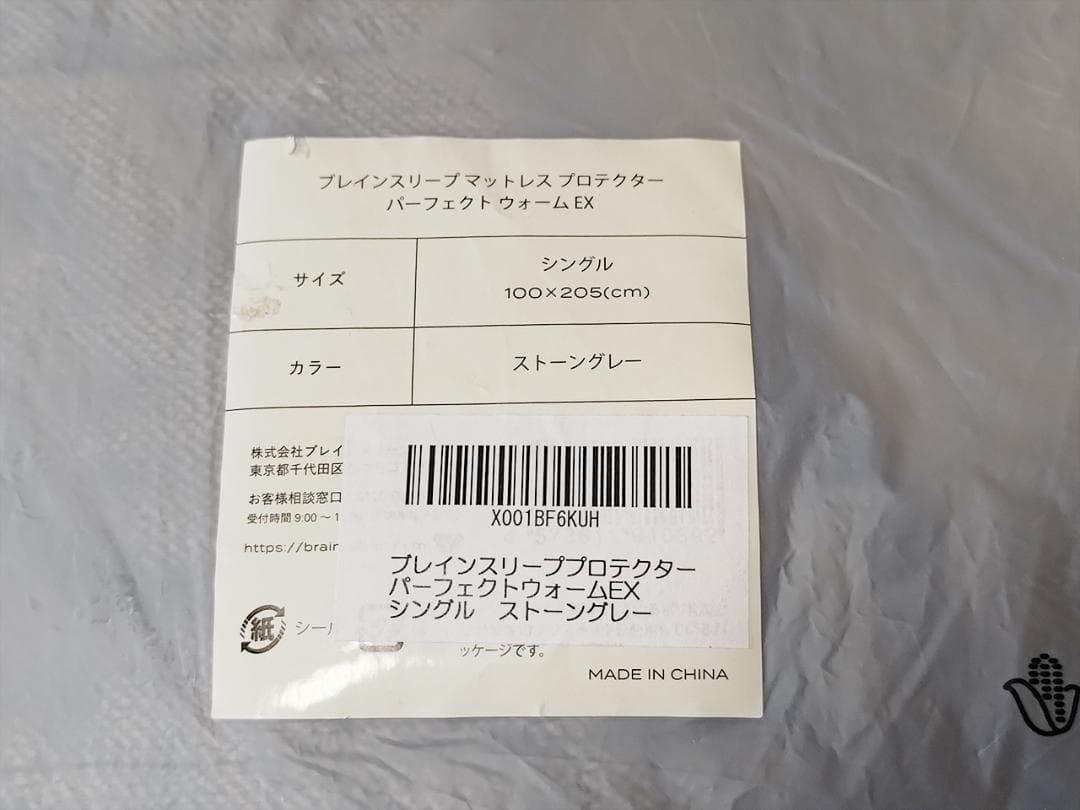 ブレインスリープ マットレス プロテクター
パーフェクト ウォーム EX
サイズ
シングル
100×205(cm)
カラー
ストーングレー
株式会社ブレイ
東京都千代田区
お客様相談窓口
受付時間 9:00 〜 1
https://brain
X001BF6KUH
ブレインスリーププロテクター
パーフェクトウォームEX
シングル ストーングレー
紙
シール
ッケージです。
MADE IN CHINA